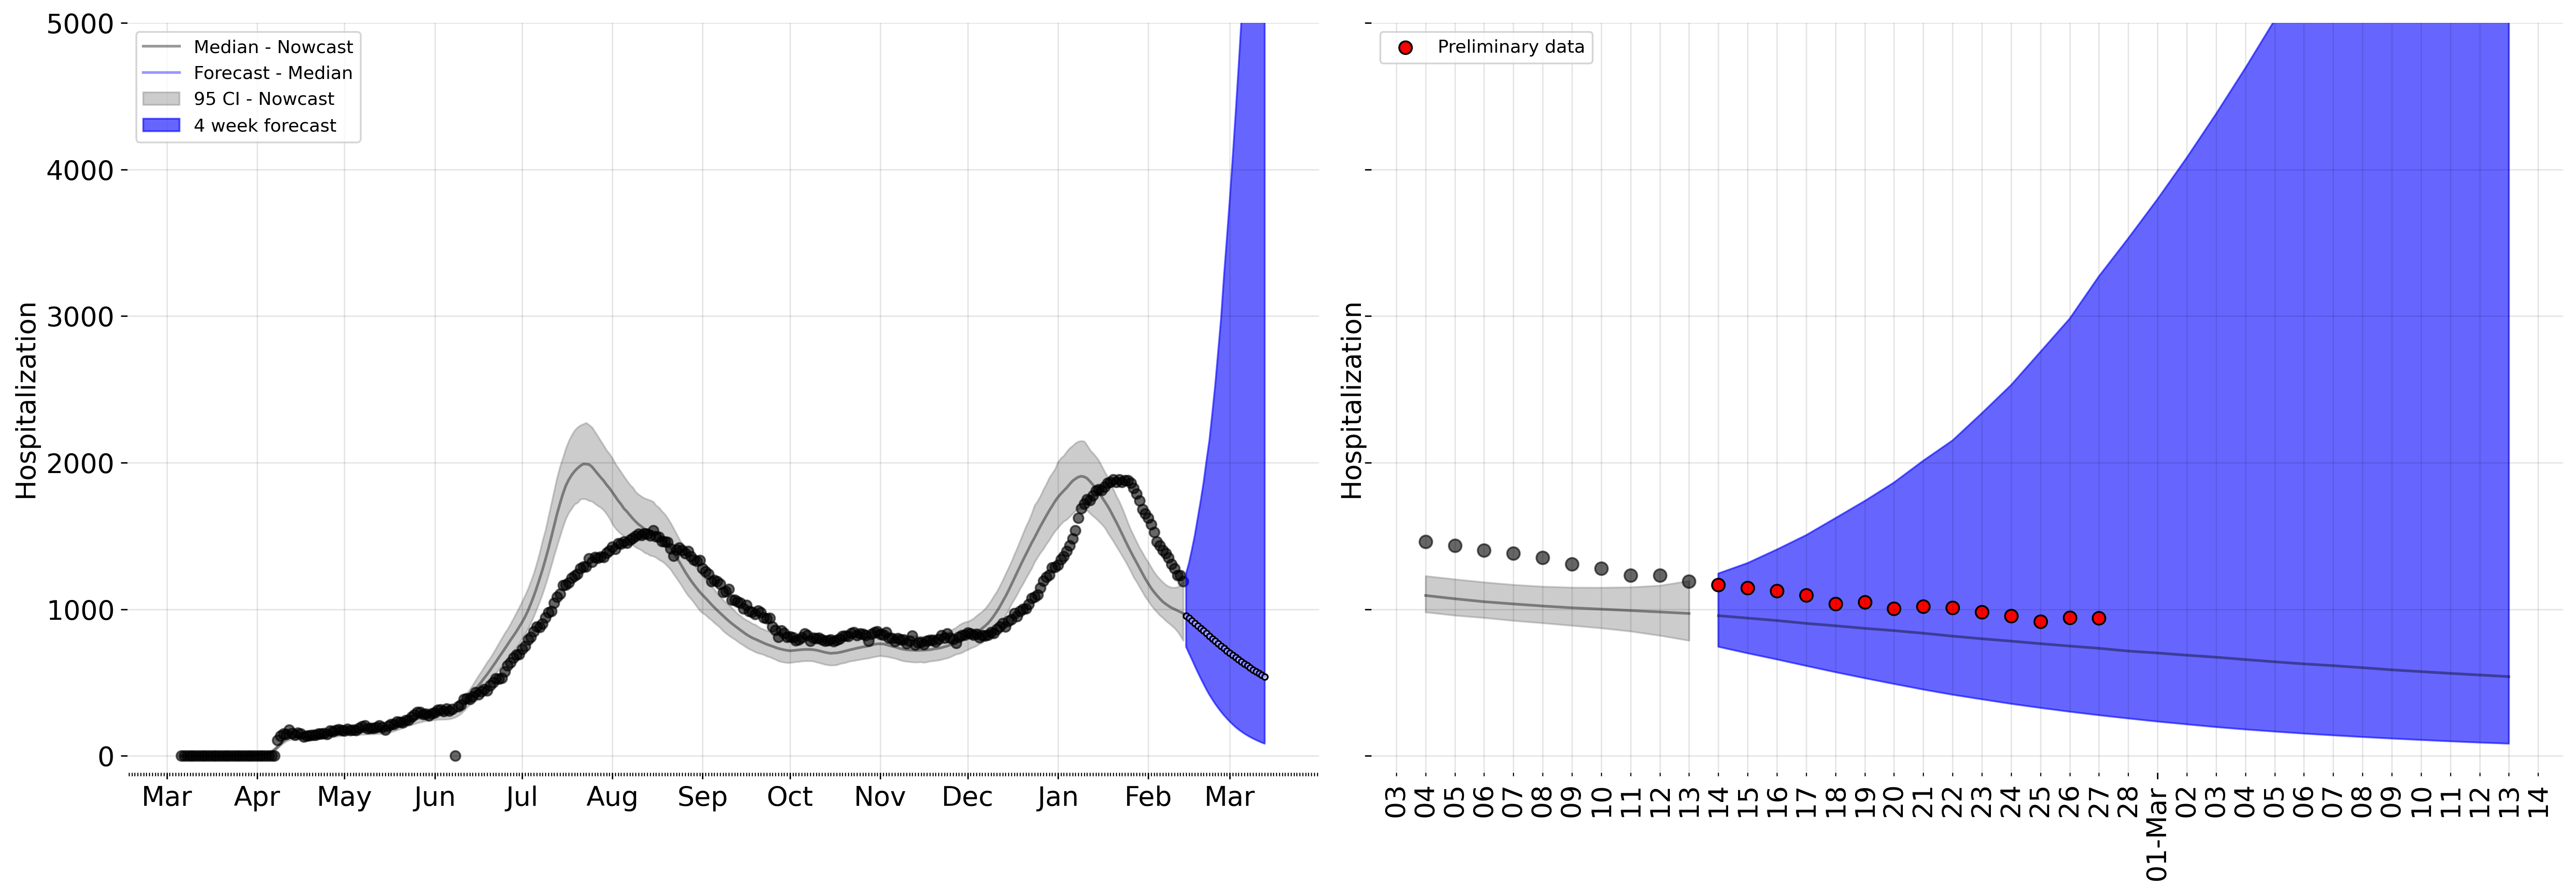 5000
4000
3000
2000
1000
0
Hospitalization
Median - Nowcast
Forecast - Median
95 CI - Nowcast
4 week forecast
Mar Apr May Jun Jul Aug Sep Oct Nov Dec Jan Feb Mar
Hospitalization
Preliminary data
03 04 05 06 07 08 09 10 11 12 13 14 15 16 17 18 19 20 21 22 23 24 25 26 27 28 01-Mar 02 03 04 05 06 07 08 09 10 11 12 13 14